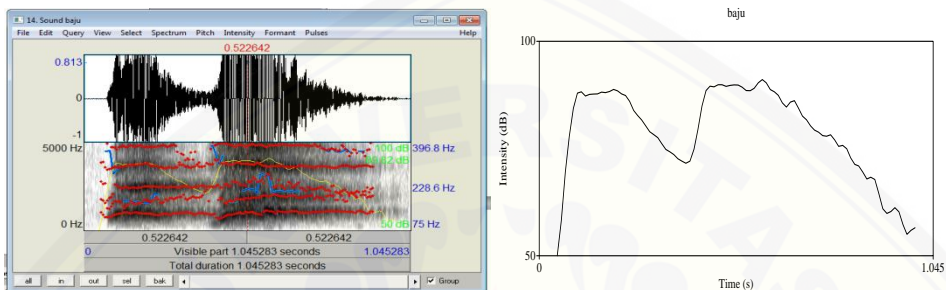 14. Sound baju
File Edit Query View Select Spectrum Pitch Intensity Formant Pulses Help
0.522642
0.813
0
-1
5000 Hz
100 dB
396.8 Hz
228.6 Hz
0 Hz
50 dB
75 Hz
0.522642 0.522642
0 Visible part 1.045283 seconds 1.045283
Total duration 1.045283 seconds
all in out sel bak Group
baju
100
Intensity (dB)
50
0
1.045
Time (s)